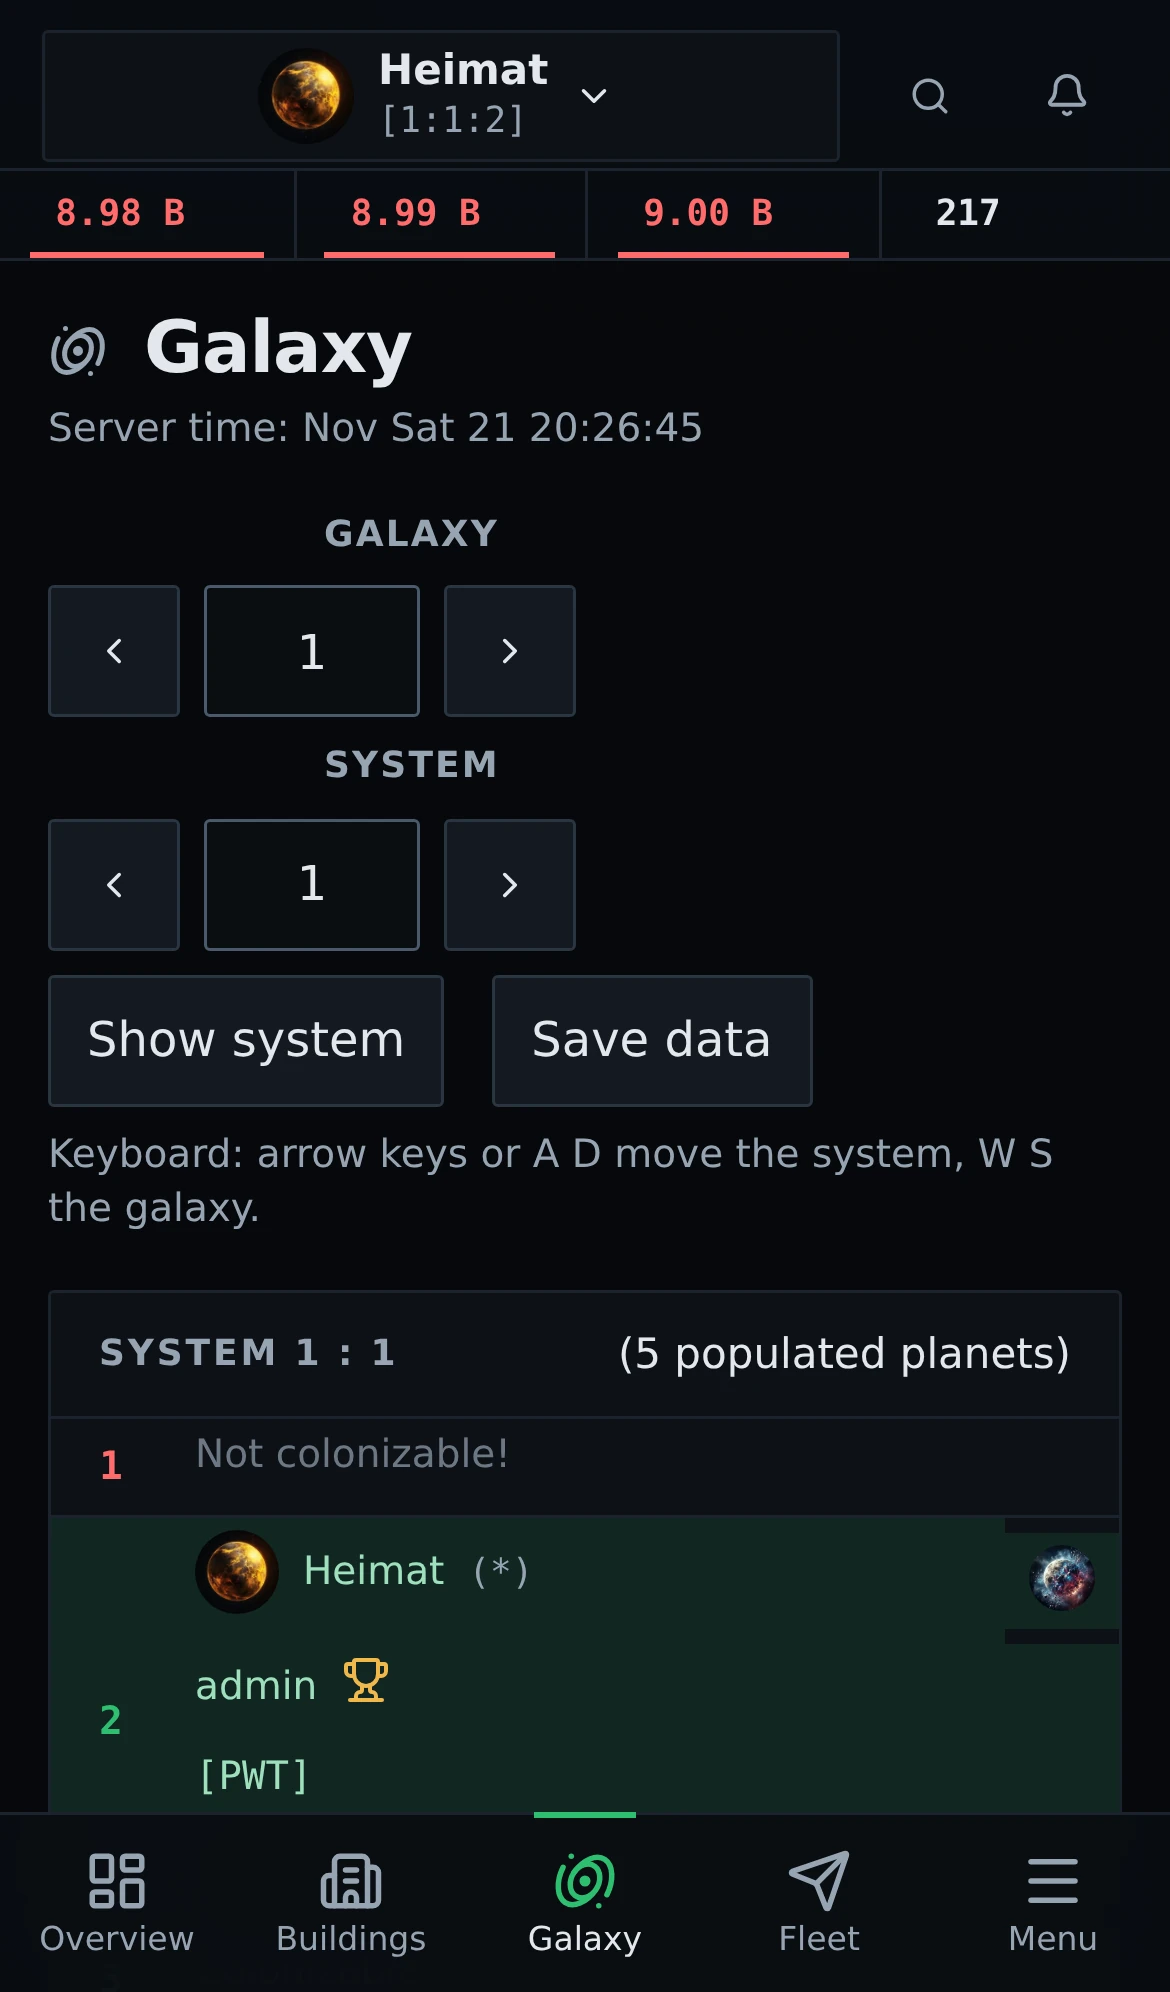 Heimat
[1:1:2]
8.98 B
8.99 B
9.00 B
217
Galaxy
Server time: Nov Sat 21 20:26:45
GALAXY
1
SYSTEM
1
Show system
Save data
Keyboard: arrow keys or A D move the system, W S
the galaxy.
SYSTEM 1 : 1
(5 populated planets)
1
Not colonizable!
Heimat (*)
admin
2
[PWT]
Overview
Buildings
Galaxy
Fleet
Menu